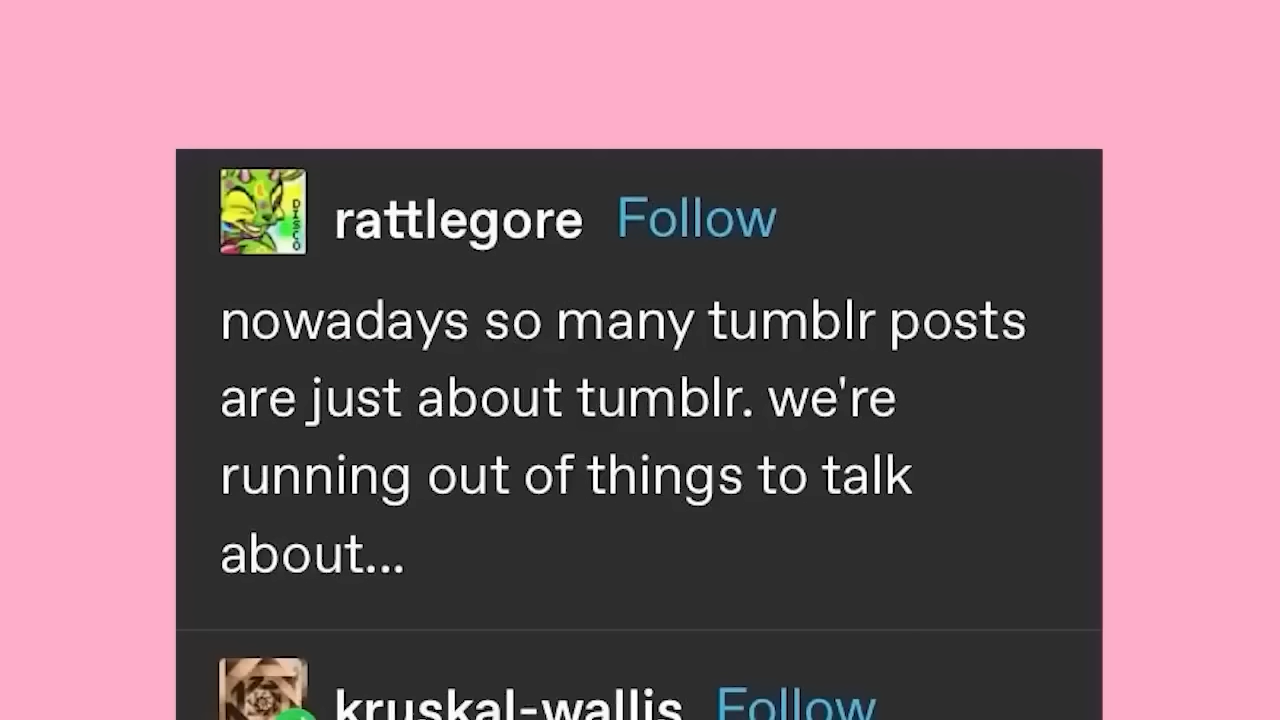 rattlegore Follow
nowadays so many tumblr posts
are just about tumblr. we're
running out of things to talk
about...
kruskal-wallis Follow
DISCO